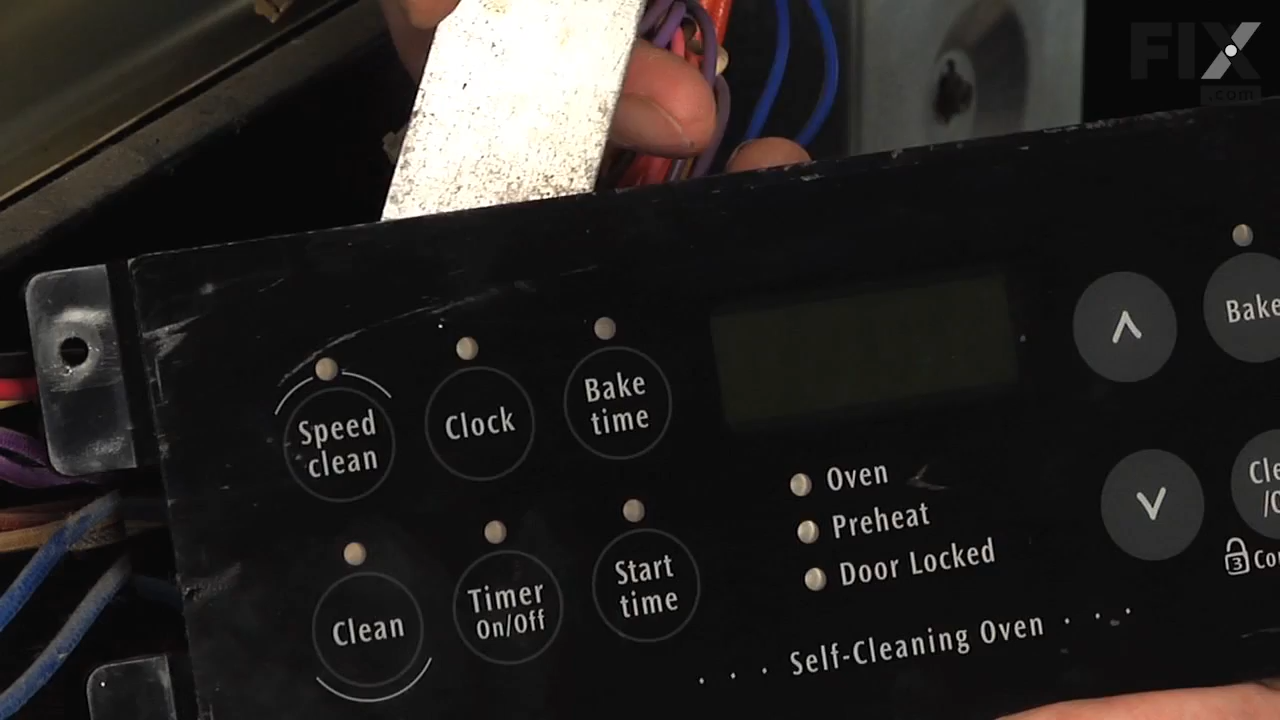 FIX
.com
Speed
clean
Clock
Bake
time
Bake
Oven
Preheat
Door Locked
Clean
Timer
On/Off
Start
time
3
Self-Cleaning Oven